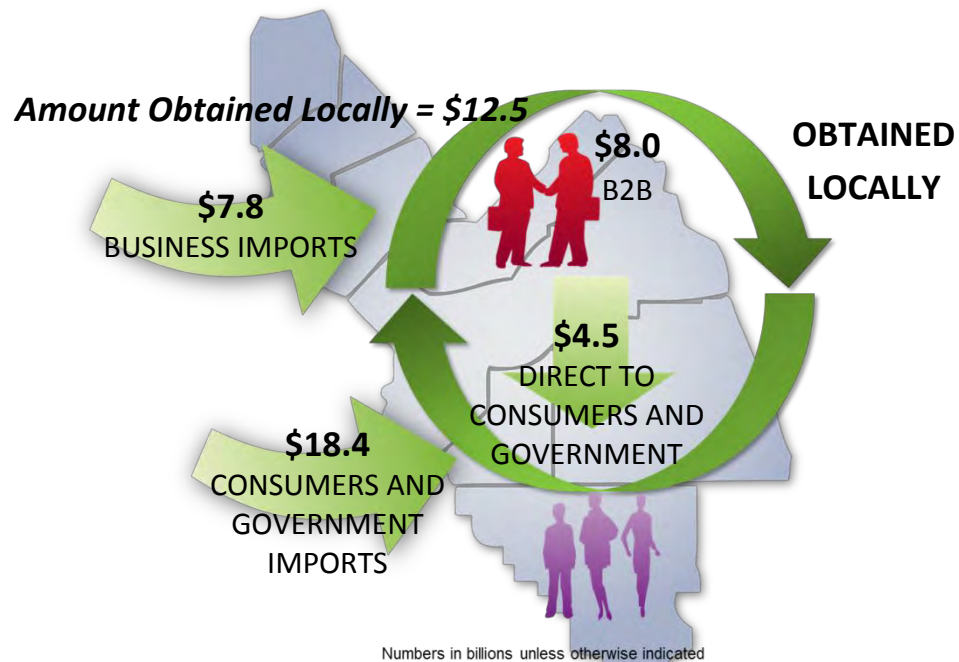 Amount Obtained Locally = $12.5
OBTAINED
LOCALLY
$8.0
B2B
$7.8
BUSINESS IMPORTS
$4.5
DIRECT TO
CONSUMERS AND
GOVERNMENT
$18.4
CONSUMERS AND
GOVERNMENT
IMPORTS
Numbers in billions unless otherwise indicated